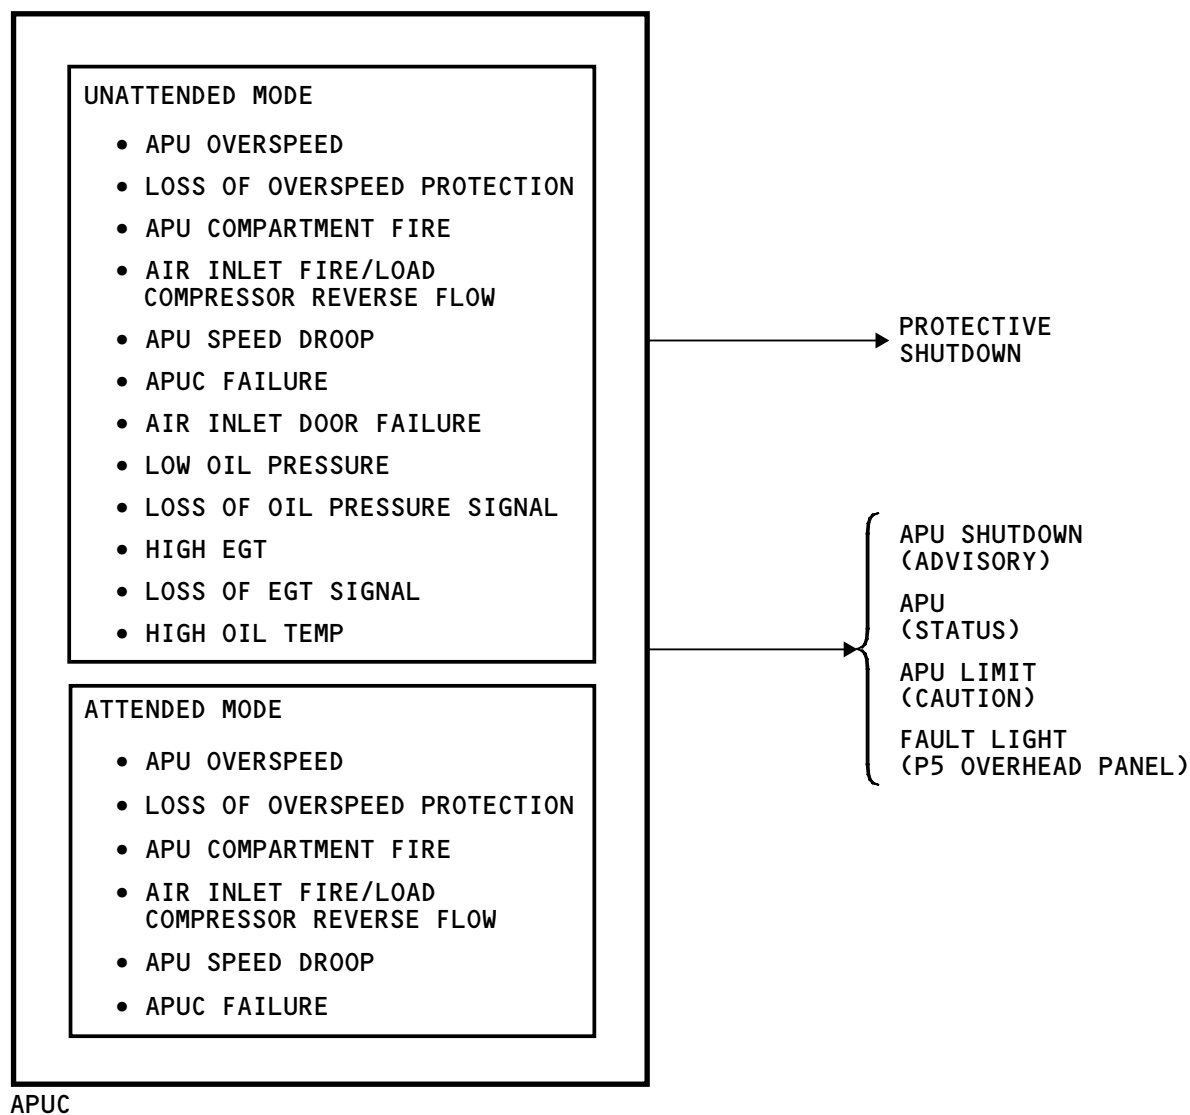 UNATTENDED MODE
• APU OVERSPEED
• LOSS OF OVERSPEED PROTECTION
• APU COMPARTMENT FIRE
• AIR INLET FIRE/LOAD
COMPRESSOR REVERSE FLOW
• APU SPEED DROOP
• APUC FAILURE
• AIR INLET DOOR FAILURE
• LOW OIL PRESSURE
• LOSS OF OIL PRESSURE SIGNAL
• HIGH EGT
• LOSS OF EGT SIGNAL
• HIGH OIL TEMP
ATTENDED MODE
• APU OVERSPEED
• LOSS OF OVERSPEED PROTECTION
• APU COMPARTMENT FIRE
• AIR INLET FIRE/LOAD
COMPRESSOR REVERSE FLOW
• APU SPEED DROOP
• APUC FAILURE
APUC
PROTECTIVE
SHUTDOWN
APU SHUTDOWN
(ADVISORY)
APU
(STATUS)
APU LIMIT
(CAUTION)
FAULT LIGHT
(P5 OVERHEAD PANEL)